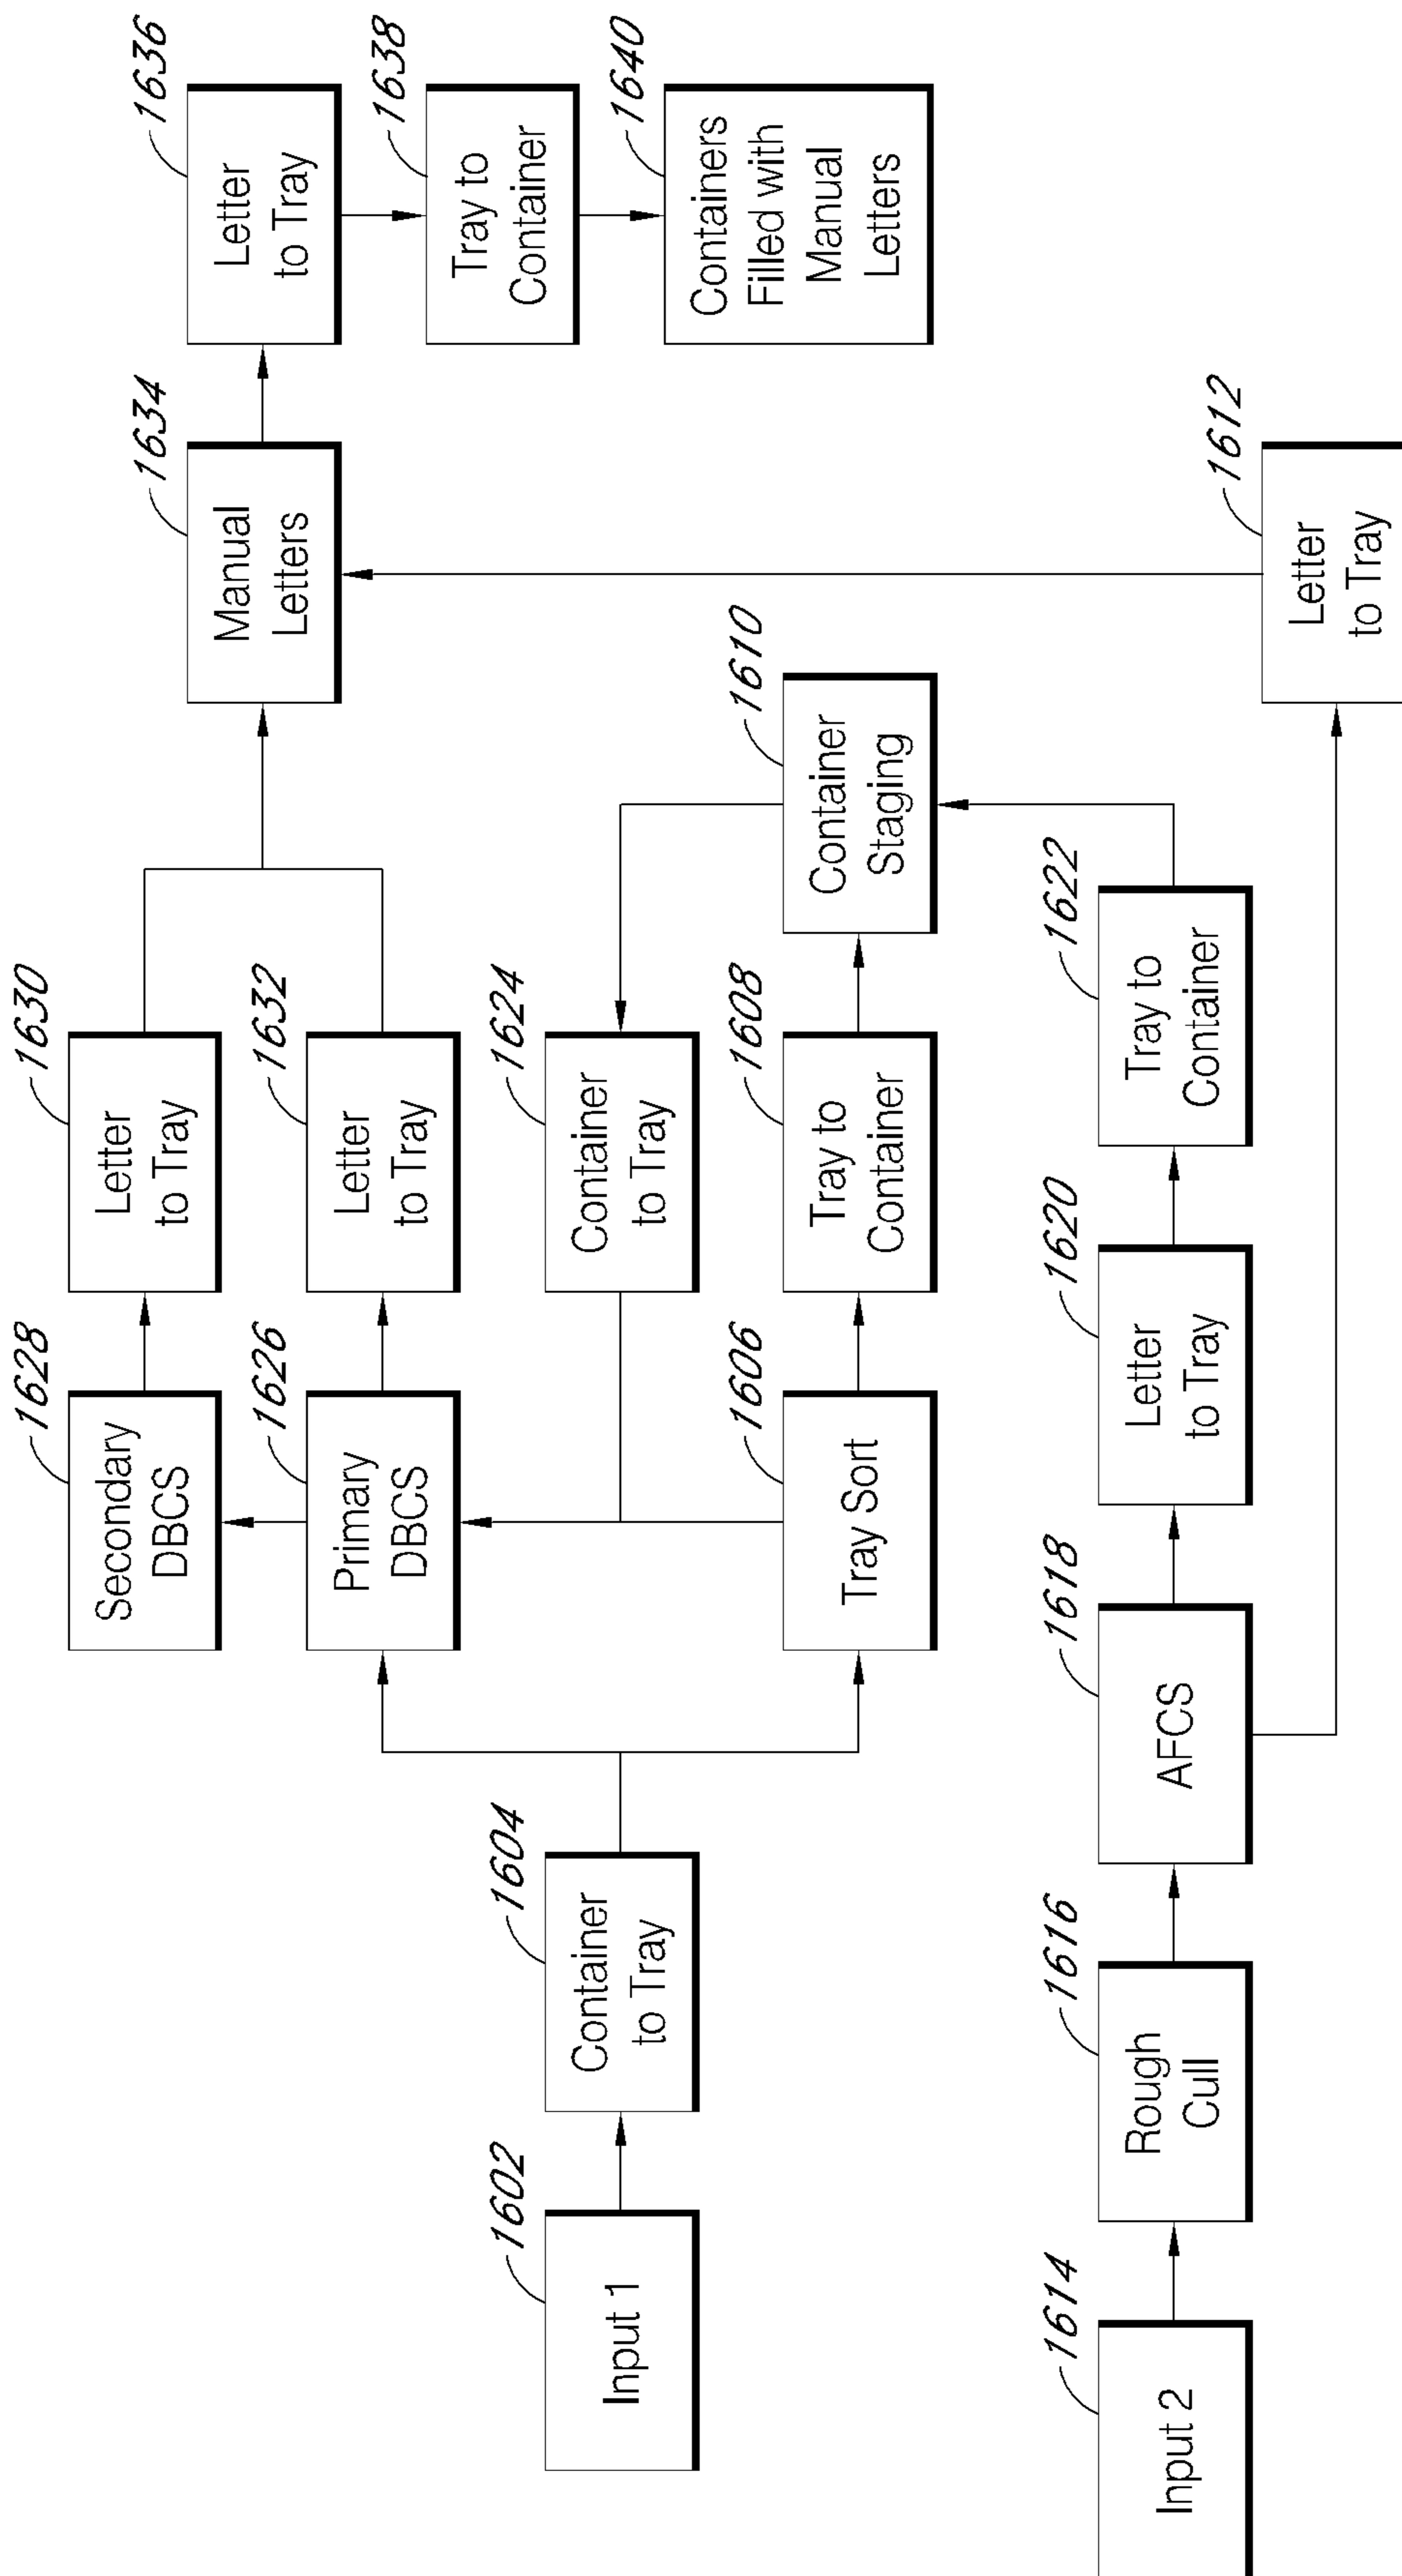 1628
Secondary
DBCS
1630
Letter
to Tray
1634
Manual
Letters
1636
Letter
to Tray
1626
Primary
DBCS
1632
Letter
to Tray
1638
Tray to
Container
1602
Input 1
1604
Container
to Tray
1624
Container
to Tray
1640
Containers
Filled with
Manual
Letters
1606
Tray Sort
1608
Tray to
Container
1610
Container
Staging
1614
Input 2
1616
Rough
Cull
1618
AFCS
1620
Letter
to Tray
1622
Tray to
Container
1612
Letter
to Tray